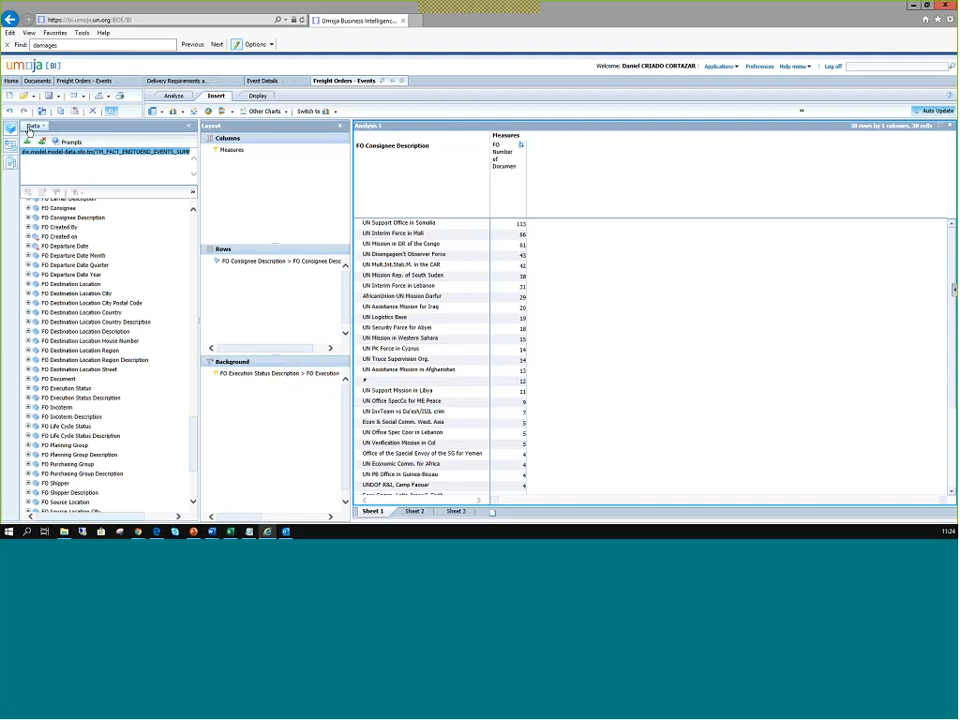 https://bi.umoja.un.org/BOE/BI
Umoja Business Intelligenc...
Edit View Favorites Tools Help
Find: damages Previous Next Options
umoja [BI]
Welcome: Daniel CRIADO CORTAZAR Applications Preferences Help menu Log off
Home Documents Freight Orders - Events Delivery Requirements a... Event Details Freight Orders - Events
Analyze Insert Display
Other Charts Switch to Auto Update
Data
Prompts
FO Carrier Description
FO Consignee
FO Consignee Description
FO Created By
FO Created on
FO Departure Date
FO Departure Date Month
FO Departure Date Quarter
FO Departure Date Year
FO Destination Location
FO Destination Location City
FO Destination Location City Postal Code
FO Destination Location Country
FO Destination Location Country Description
FO Destination Location Description
FO Destination Location House Number
FO Destination Location Region
FO Destination Location Region Description
FO Destination Location Street
FO Document
FO Execution Status
FO Execution Status Description
FO Incoterm
FO Incoterm Description
FO Life Cycle Status
FO Life Cycle Status Description
FO Planning Group
FO Planning Group Description
FO Purchasing Group
FO Purchasing Group Description
FO Shipper
FO Shipper Description
FO Source Location
FO Source Location City
Layout
Columns
Measures
Rows
FO Consignee Description > FO Consignee Desc
Background
FO Execution Status Description > FO Execution
Analysis 1 38 rows by 1 columns, 38 cells
FO Consignee Description
Measures
FO
Number
of
Documen
UN Support Office in Somalia 113
UN Interim Force in Mali 66
UN Mission in DR of the Congo 61
UN Disengagem't Observer Force 43
UN Mult.Int.Stab.M. in the CAR 42
UN Mission Rep. of South Sudan 38
UN Interim Force in Lebanon 31
AfricanUnion-UN Mission Darfur 29
UN Assistance Mission for Iraq 20
UN Logistics Base 19
UN Security Force for Abyei 18
UN Mission in Western Sahara 15
UN PK Force in Cyprus 14
UN Truce Supervision Org. 14
UN Assistance Mission in Afghanistan 13
# 12
UN Support Mission in Libya 11
UN Office SpecCo for ME Peace 9
UN InvTeam vs Da'esh/ISIL crim 7
Econ & Social Comm. West. Asia 5
UN Office Spec Coor in Lebanon 5
UN Verification Mission in Col 5
Office of the Special Envoy of the SG for Yemen 4
UN Economic Comm. for Africa 4
UN PB Office in Guinea-Bissau 4
UNDOF R&I, Camp Faouar 4
Sheet 1 Sheet 2 Sheet 3
11:24